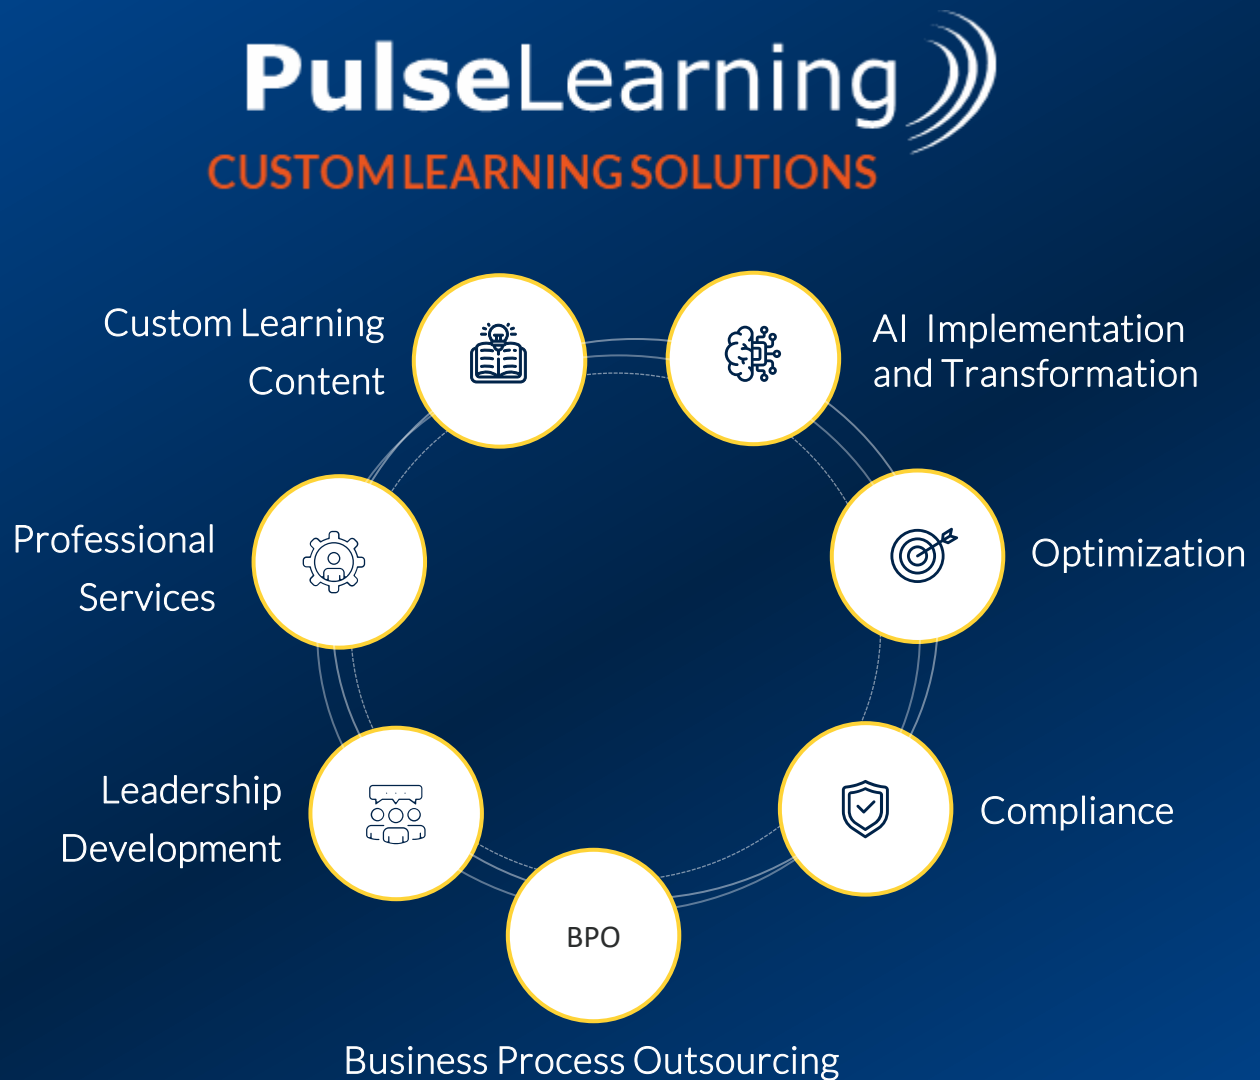 PulseLearning
CUSTOM LEARNING SOLUTIONS
Custom Learning
Content
AI Implementation
and Transformation
Professional
Services
Optimization
Leadership
Development
Compliance
BPO
Business Process Outsourcing